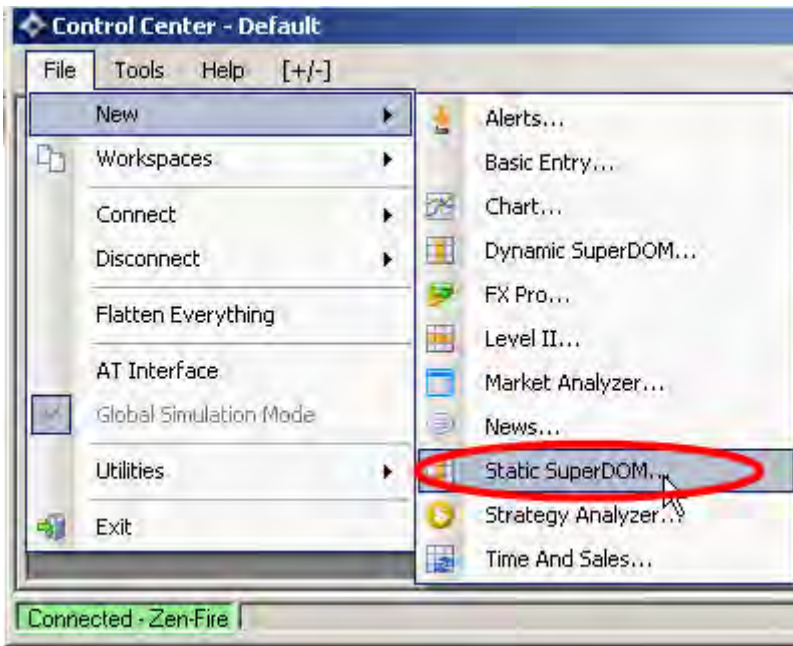 Control Center - Default
File Tools Help [+/-]
New
Workspaces
Connect
Disconnect
Flatten Everything
AT Interface
Global Simulation Mode
Utilities
Exit
Alerts...
Basic Entry...
Chart...
Dynamic SuperDOM...
FX Pro...
Level II...
Market Analyzer...
News...
Static SuperDOM...
Strategy Analyzer...
Time And Sales...
Connected - Zen-Fire